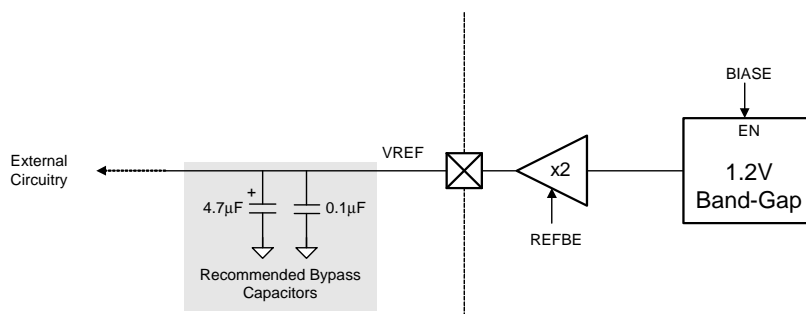 BIASE
EN
1.2V
Band-Gap
x2
REFBE
VREF
External
Circuitry
+
4.7µF
0.1µF
Recommended Bypass
Capacitors